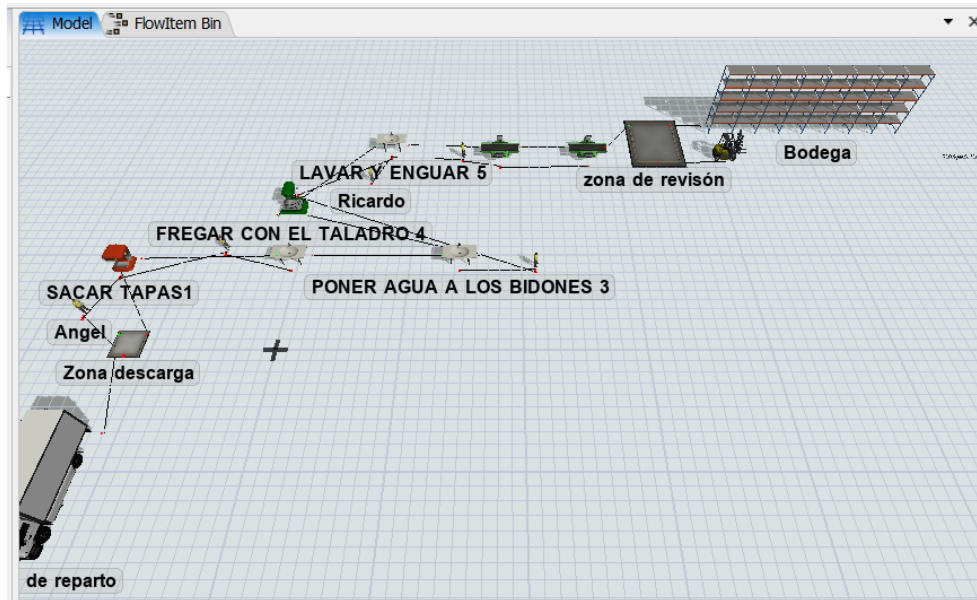 Model
FlowItem Bin
Bodega
LAVAR Y ENGUAR 5
zona de revisón
Ricardo
FREGAR CON EL TALADRO 4
SACAR TAPAS1
PONER AGUA A LOS BIDONES 3
Angel
Zona descarga
de reparto